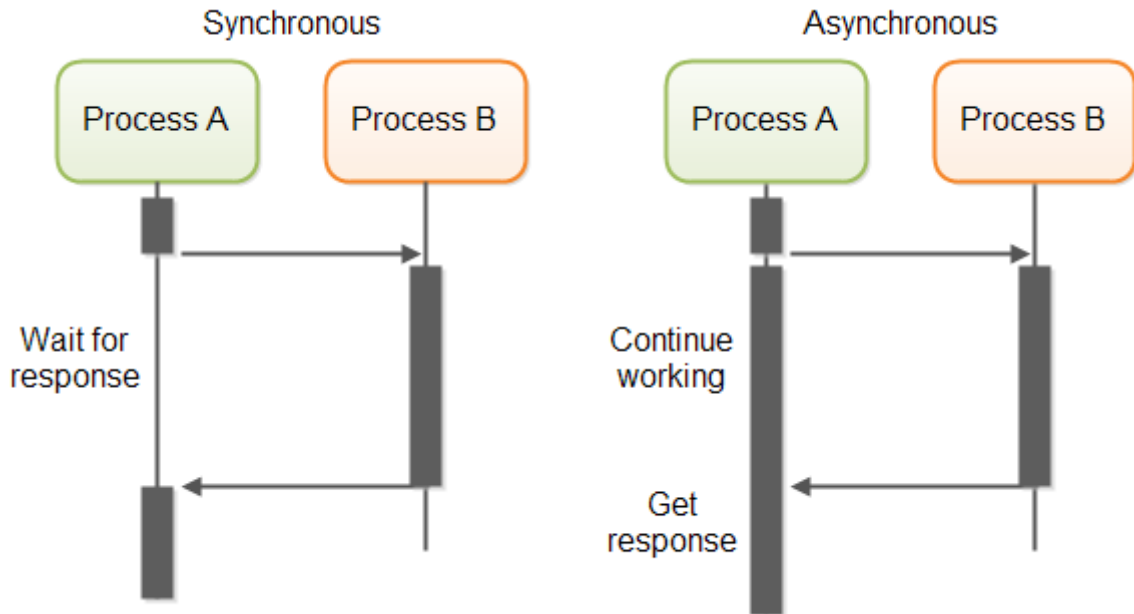 Synchronous
Process A
Process B
Wait for
response
Asynchronous
Process A
Process B
Continue
working
Get
response